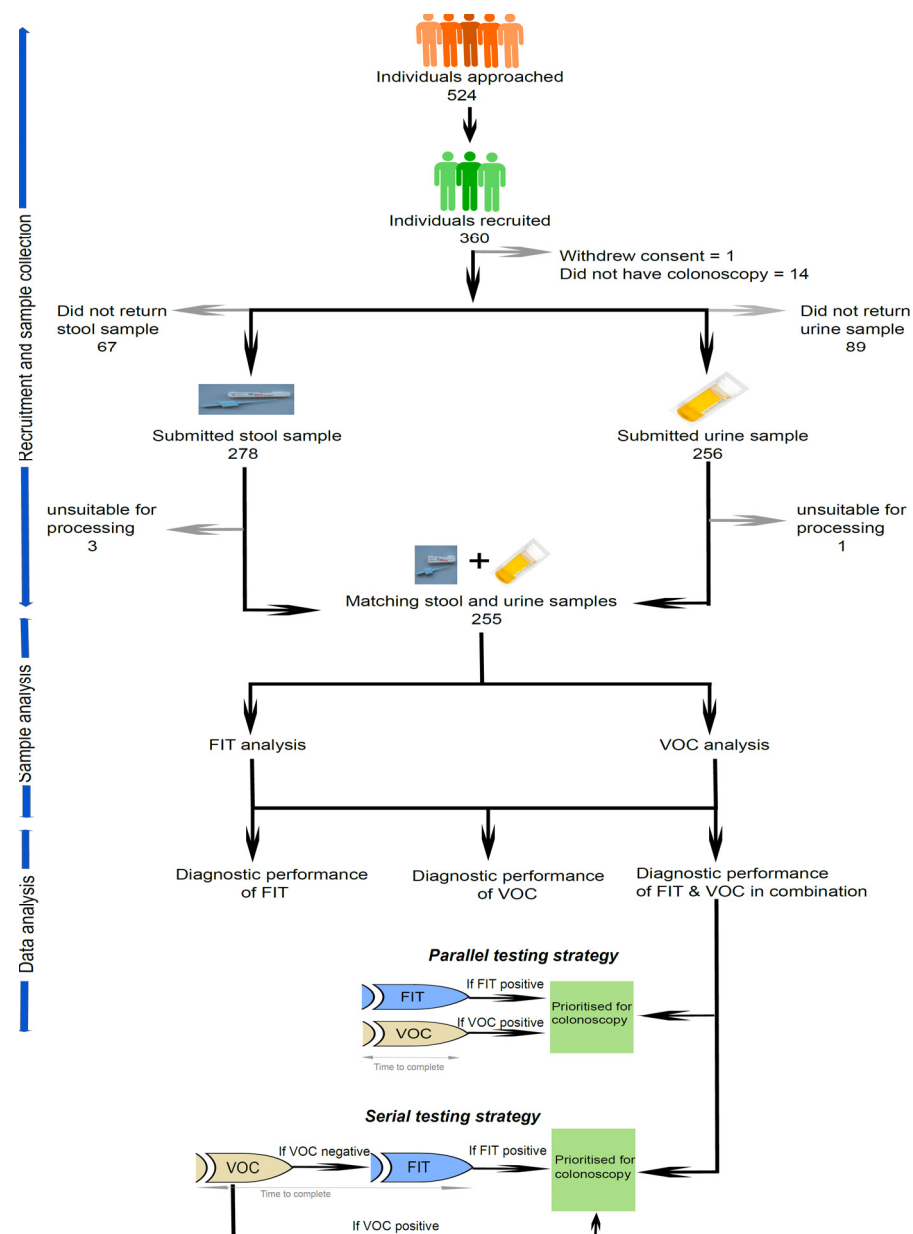 Individuals approached
524
Individuals recruited
360
Withdrew consent = 1
Did not have colonoscopy = 14
Did not return
stool sample
67
Did not return
urine sample
89
Submitted stool sample
278
Submitted urine sample
256
unsuitable for
processing
3
unsuitable for
processing
1
+
Matching stool and urine samples
255
Recruitment and sample collection
FIT analysis
VOC analysis
Sample analysis
Diagnostic performance
of FIT
Diagnostic performance
of VOC
Diagnostic performance
of FIT & VOC in combination
Data analysis
Parallel testing strategy
FIT
If FIT positive
VOC
If VOC positive
Prioritised for
colonoscopy
Time to complete
Serial testing strategy
VOC
If VOC negative
FIT
If FIT positive
Prioritised for
colonoscopy
Time to complete
If VOC positive